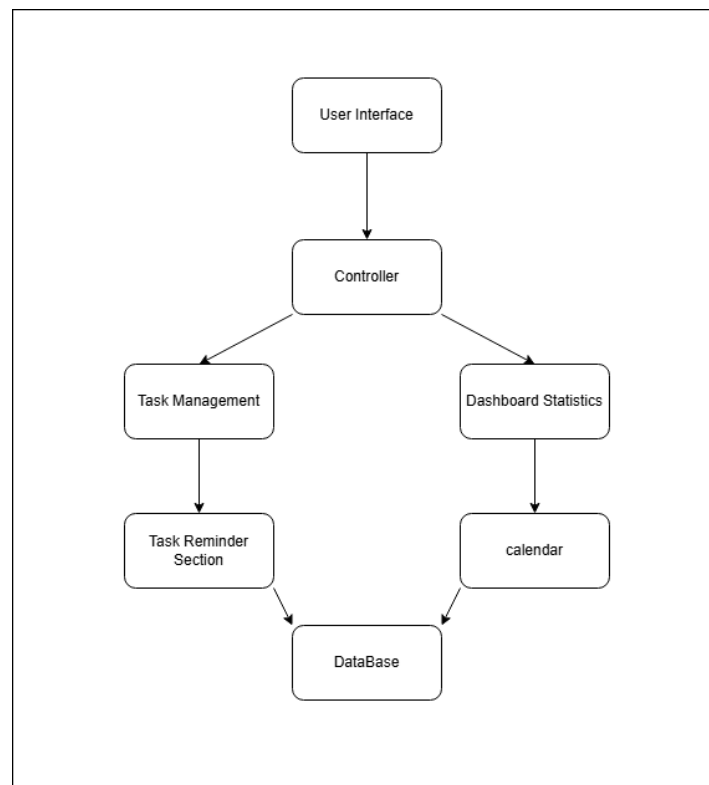 User Interface
Controller
Task Management
Dashboard Statistics
Task Reminder
Section
calendar
DataBase